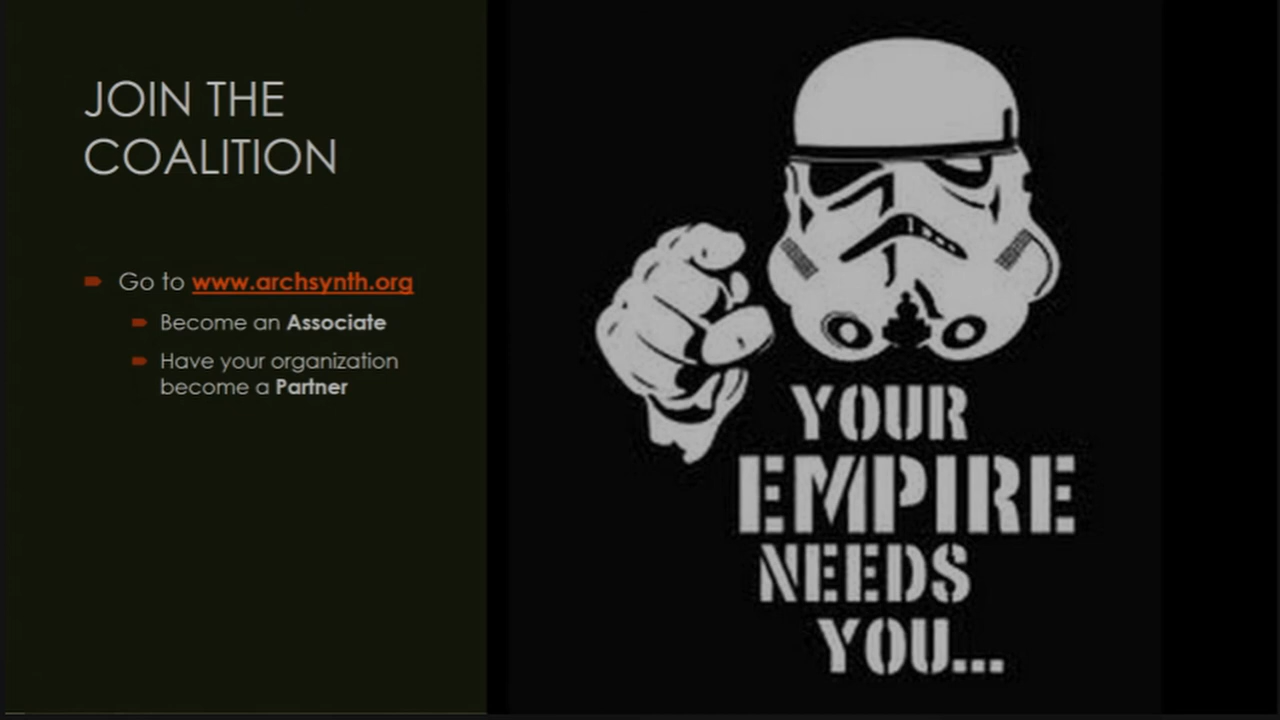 JOIN THE
COALITION
Go to www.archsynth.org
Become an Associate
Have your organization
become a Partner
YOUR
EMPIRE
NEEDS
YOU...